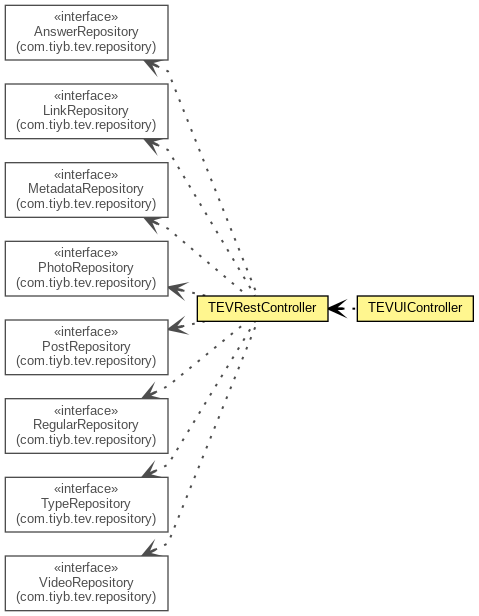 «interface»
AnswerRepository
(com.tiyb.tev.repository)
«interface»
LinkRepository
(com.tiyb.tev.repository)
«interface»
MetadataRepository
(com.tiyb.tev.repository)
«interface»
PhotoRepository
(com.tiyb.tev.repository)
TEVRestController
TEVUIController
«interface»
PostRepository
(com.tiyb.tev.repository)
«interface»
RegularRepository
(com.tiyb.tev.repository)
«interface»
TypeRepository
(com.tiyb.tev.repository)
«interface»
VideoRepository
(com.tiyb.tev.repository)